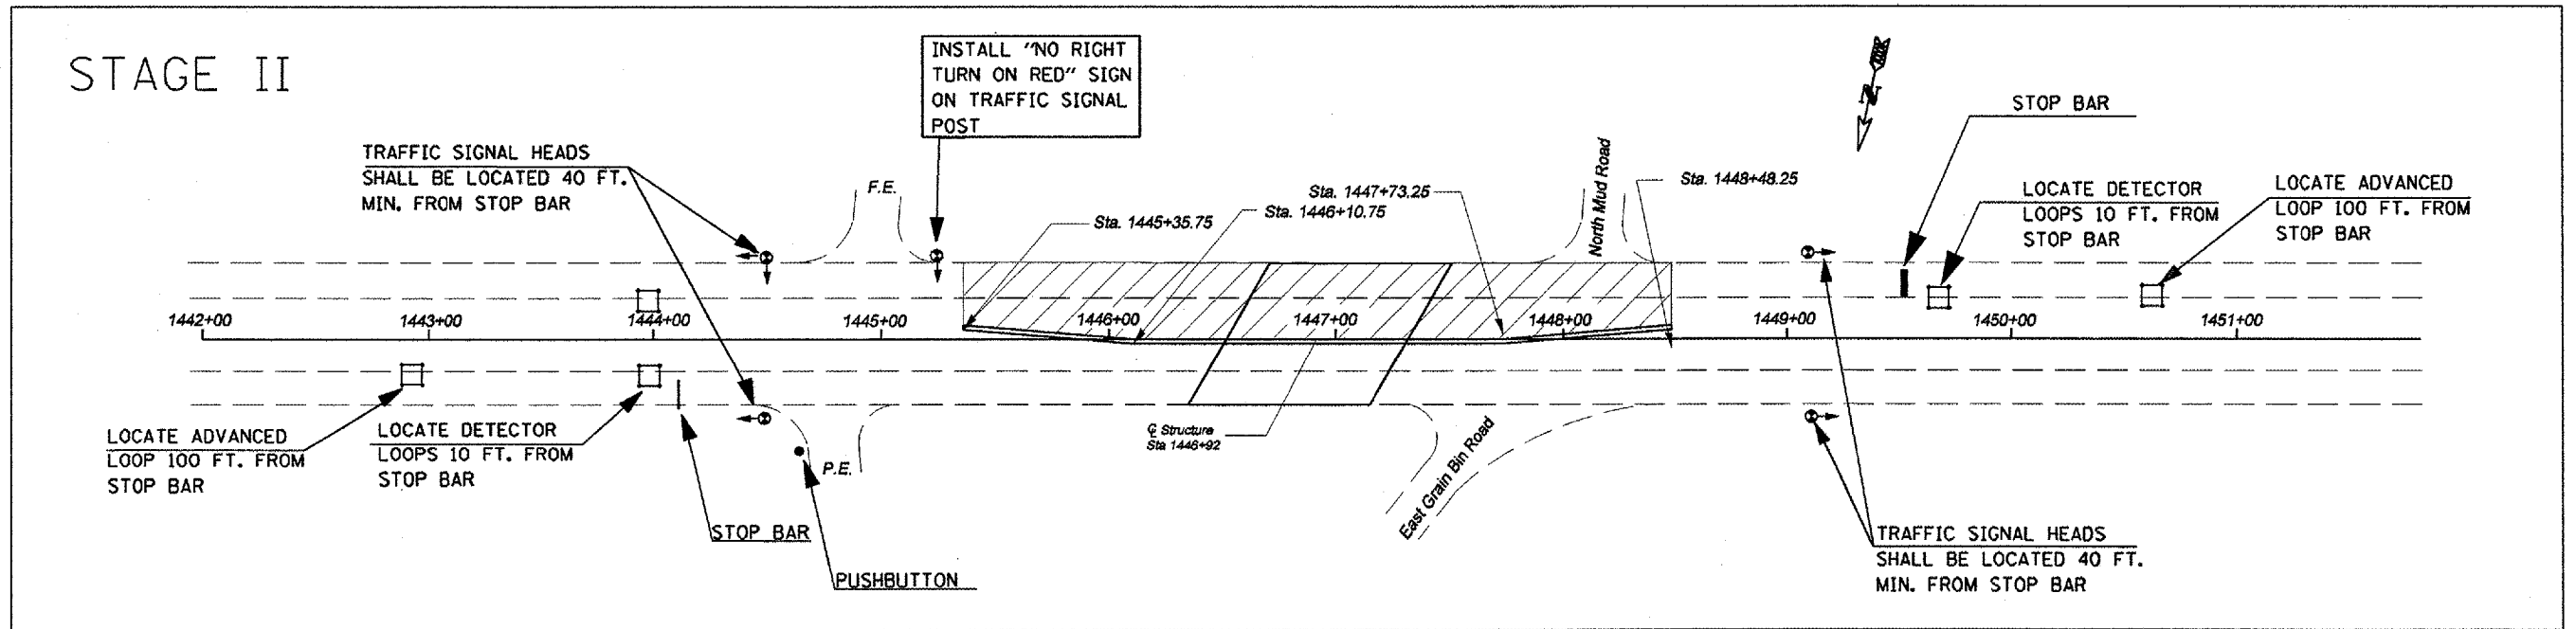 STAGE II
INSTALL "NO RIGHT
TURN ON RED" SIGN
ON TRAFFIC SIGNAL
POST
N
STOP BAR
TRAFFIC SIGNAL HEADS
SHALL BE LOCATED 40 FT.
MIN. FROM STOP BAR
F.E.
Sta. 1445+35.75
Sta. 1446+10.75
Sta. 1447+73.25
North Mud Road
Sta. 1448+48.25
LOCATE DETECTOR
LOOPS 10 FT. FROM
STOP BAR
LOCATE ADVANCED
LOOP 100 FT. FROM
STOP BAR
1442+00
1443+00
1444+00
1445+00
1446+00
1447+00
1448+00
1449+00
1450+00
1451+00
LOCATE ADVANCED
LOOP 100 FT. FROM
STOP BAR
LOCATE DETECTOR
LOOPS 10 FT. FROM
STOP BAR
STOP BAR
P.E.
PUSHBUTTON
℄ Structure
Sta 1446+92
East Grain Bin Road
TRAFFIC SIGNAL HEADS
SHALL BE LOCATED 40 FT.
MIN. FROM STOP BAR